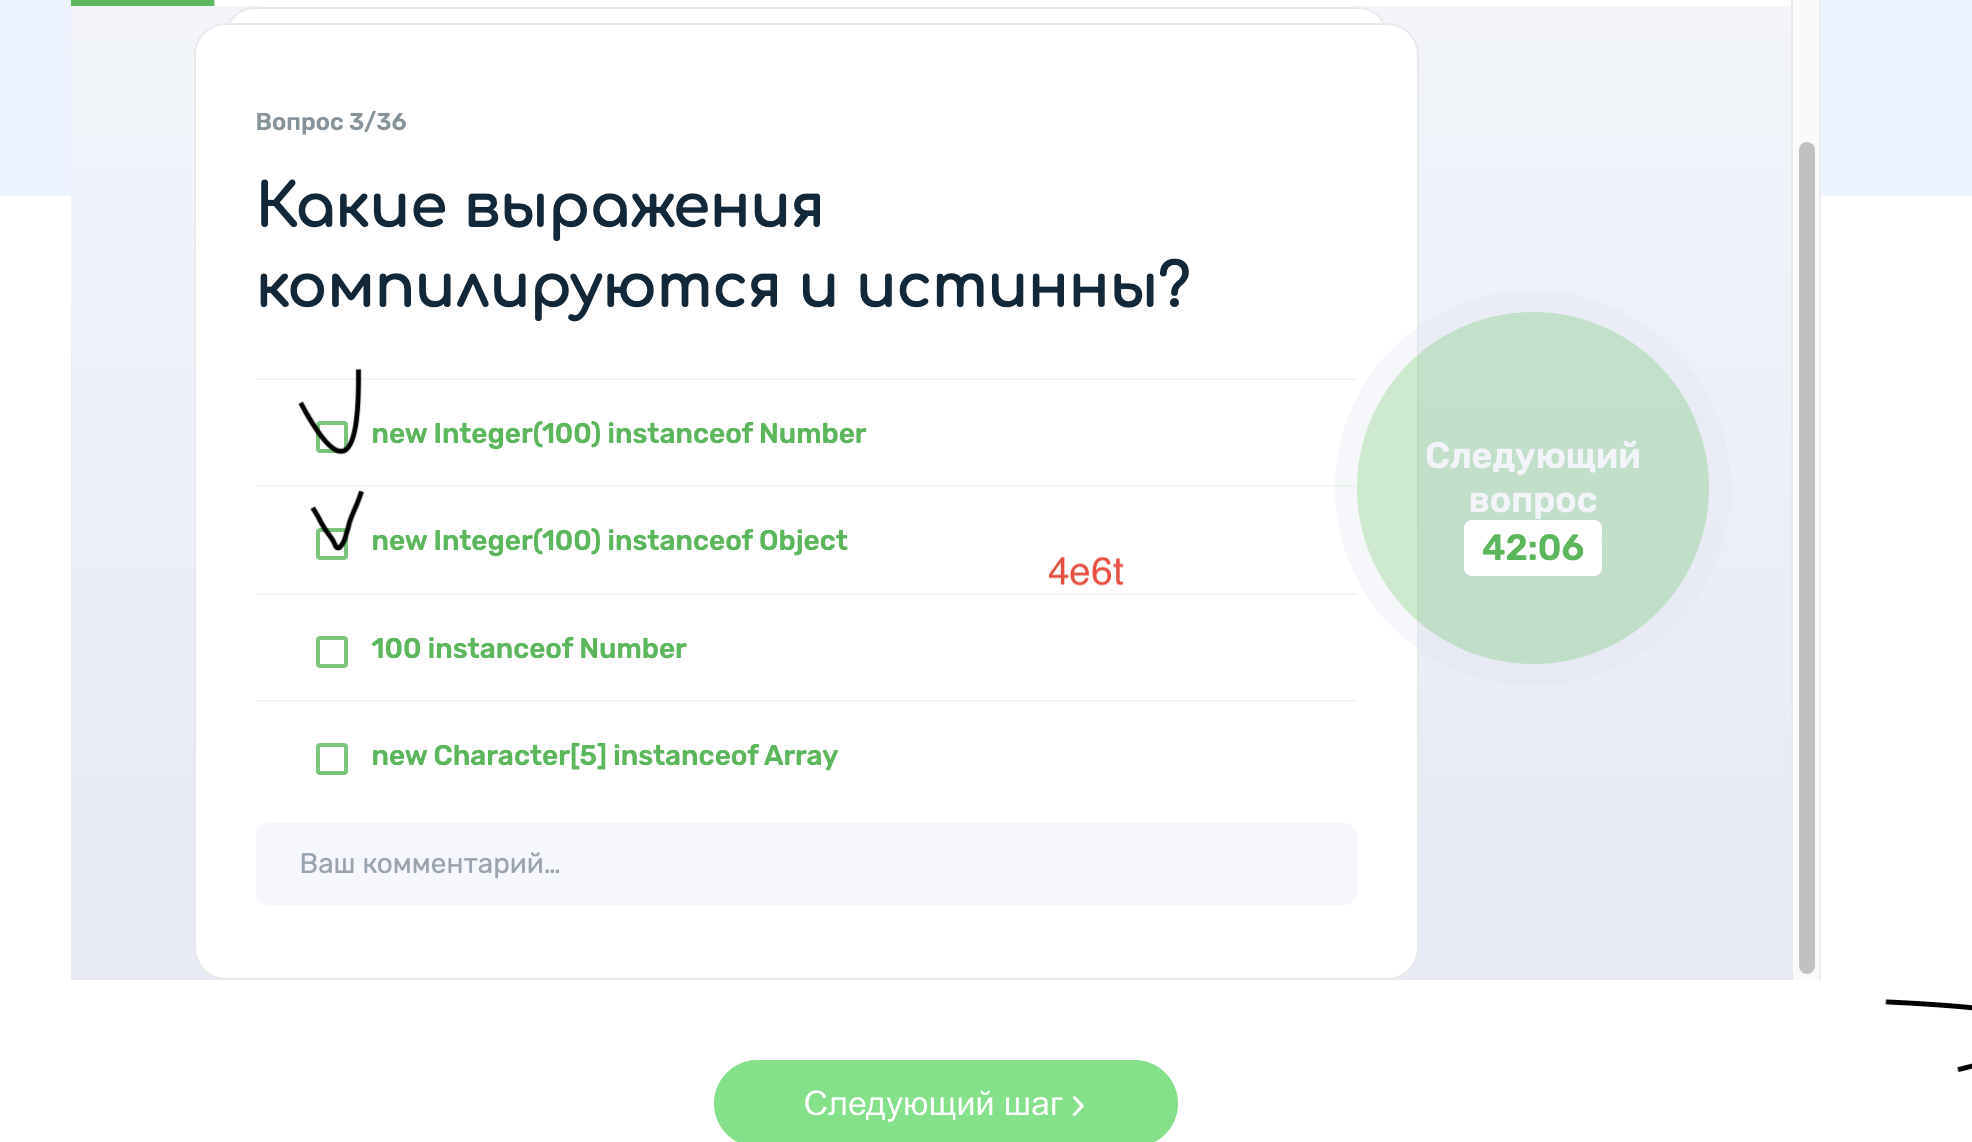 Вопрос 3/36
Какие выражения
компилируются и истинны?
new Integer(100) instanceof Number
new Integer(100) instanceof Object
4e6t
100 instanceof Number
new Character[5] instanceof Array
Ваш комментарий...
Следующий
вопрос
42:06
Следующий шаг >